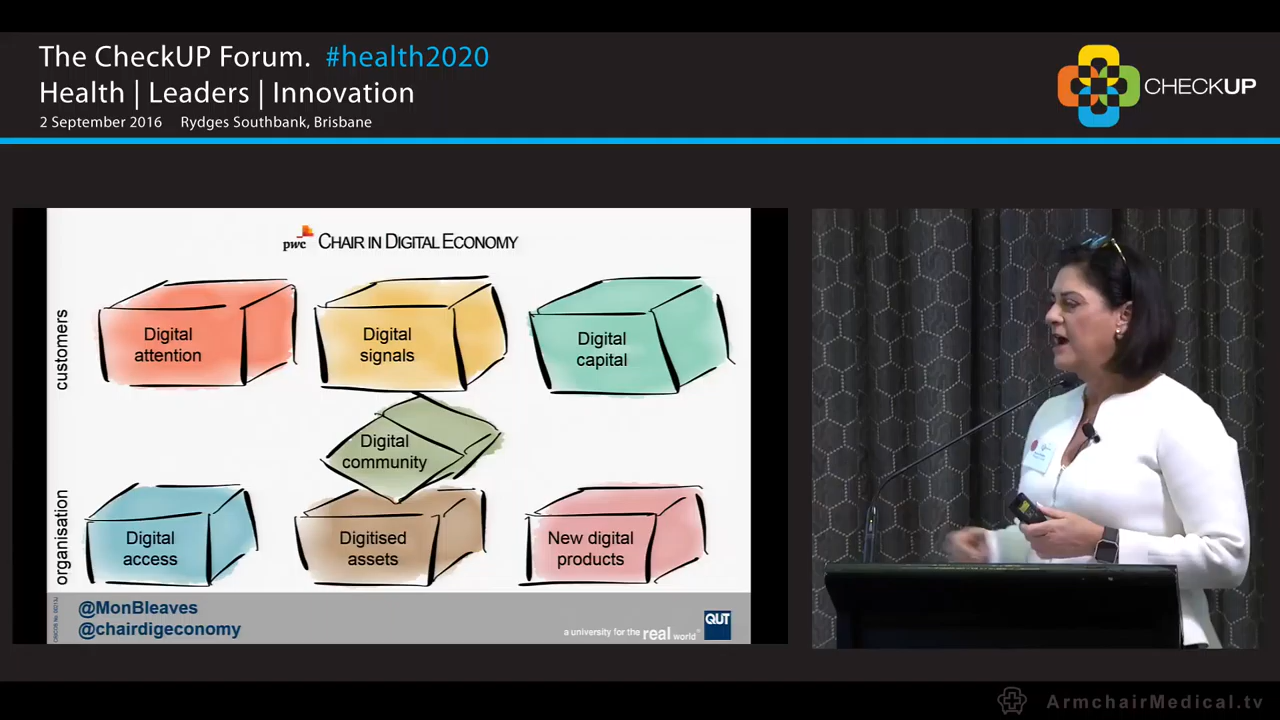 The CheckUP Forum. #health2020
Health | Leaders | Innovation
2 September 2016 Rydges Southbank, Brisbane
CHECKUP
pwc CHAIR IN DIGITAL ECONOMY
customers
Digital
attention
Digital
signals
Digital
capital
Digital
community
organisation
Digital
access
Digitised
assets
New digital
products
@MonBleaves
@chairdigeconomy
a university for the real world
QUT
ArmchairMedical.tv